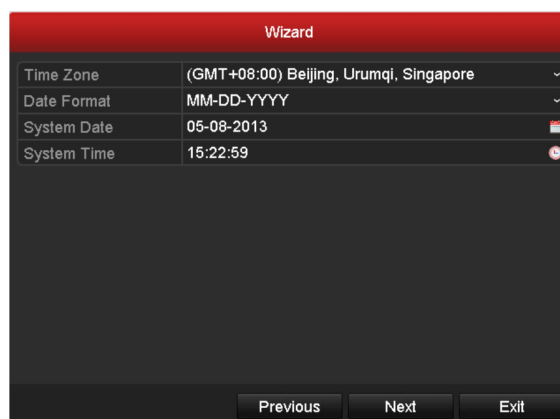 Wizard
Time Zone (GMT+08:00) Beijing, Urumqi, Singapore
Date Format MM-DD-YYYY
System Date 05-08-2013
System Time 15:22:59
Previous Next Exit